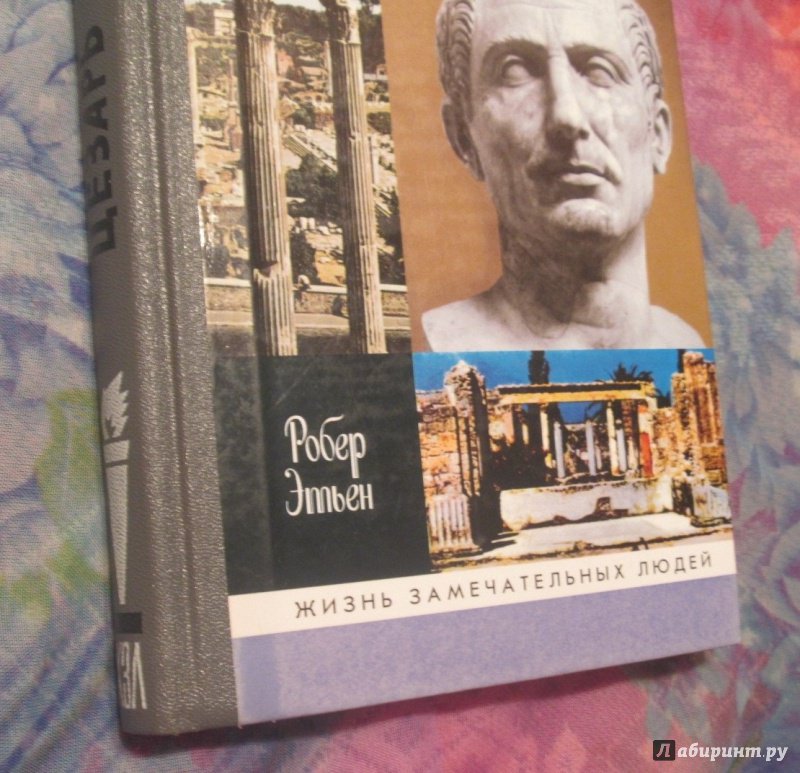 ЦЕЗАРЬ
Робер
Этьен
ЖИЗНЬ ЗАМЕЧАТЕЛЬНЫХ ЛЮДЕЙ
ЖЗЛ
Лабиринт.ру